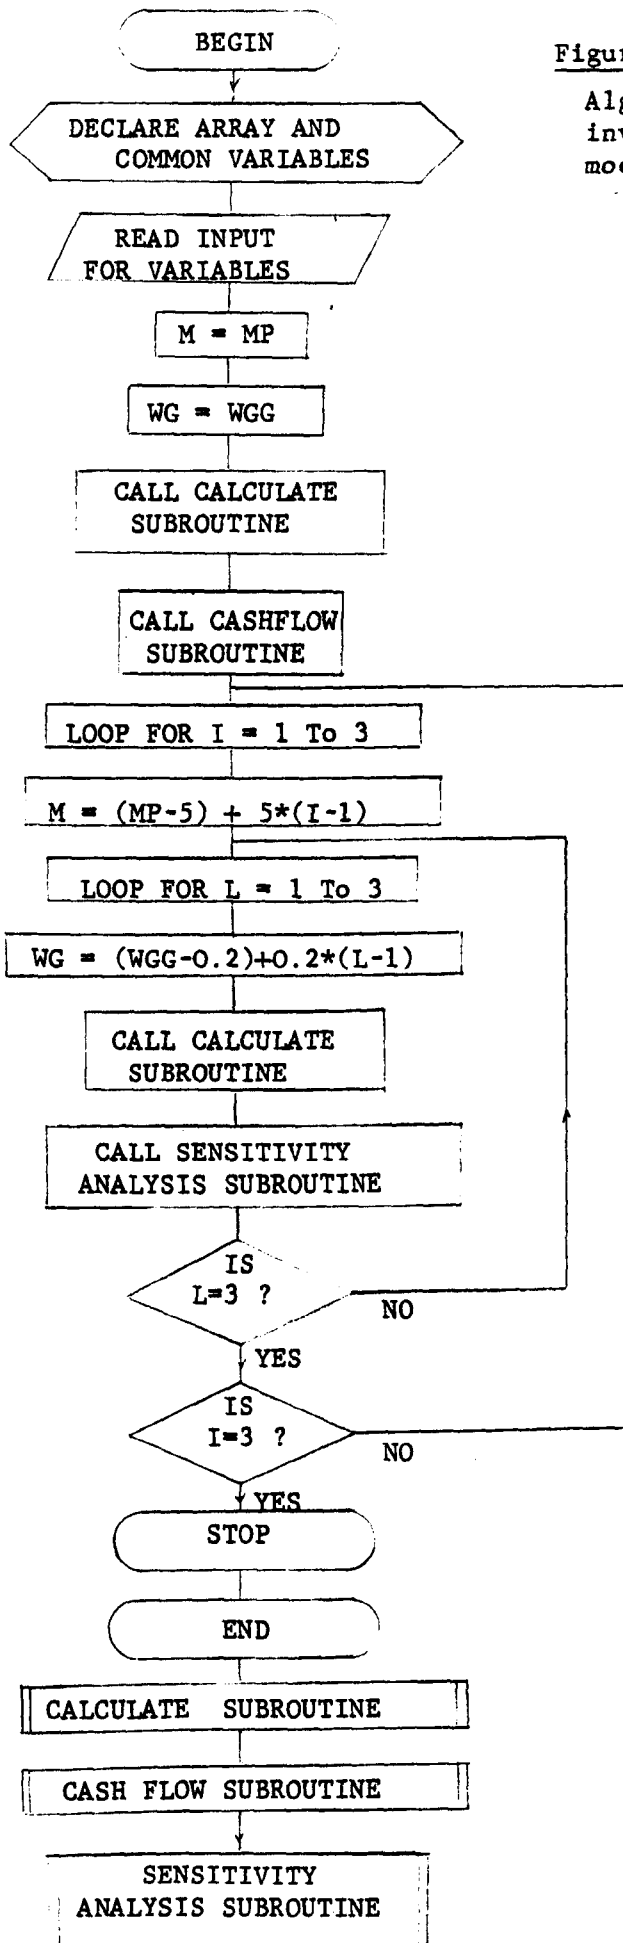 BEGIN
Figur
Alg
inv
mod
DECLARE ARRAY AND
COMMON VARIABLES
READ INPUT
FOR VARIABLES
M = MP
WG = WGG
CALL CALCULATE
SUBROUTINE
CALL CASHFLOW
SUBROUTINE
LOOP FOR I = 1 To 3
M = (MP-5) + 5*(I-1)
LOOP FOR L = 1 To 3
WG = (WGG-0.2)+0.2*(L-1)
CALL CALCULATE
SUBROUTINE
CALL SENSITIVITY
ANALYSIS SUBROUTINE
IS
L=3 ?
NO
YES
IS
I=3 ?
NO
YES
STOP
END
CALCULATE SUBROUTINE
CASH FLOW SUBROUTINE
SENSITIVITY
ANALYSIS SUBROUTINE